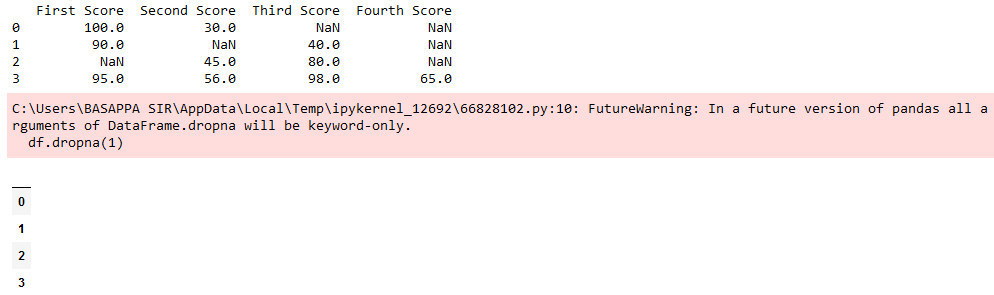 First Score Second Score Third Score Fourth Score
0 100.0 30.0 NaN NaN
1 90.0 NaN 40.0 NaN
2 NaN 45.0 80.0 NaN
3 95.0 56.0 98.0 65.0
C:\Users\BASAPPA SIR\AppData\Local\Temp\ipykernel_12692\66828102.py:10: FutureWarning: In a future version of pandas all a
rguments of DataFrame.dropna will be keyword-only.
df.dropna(1)
0
1
2
3